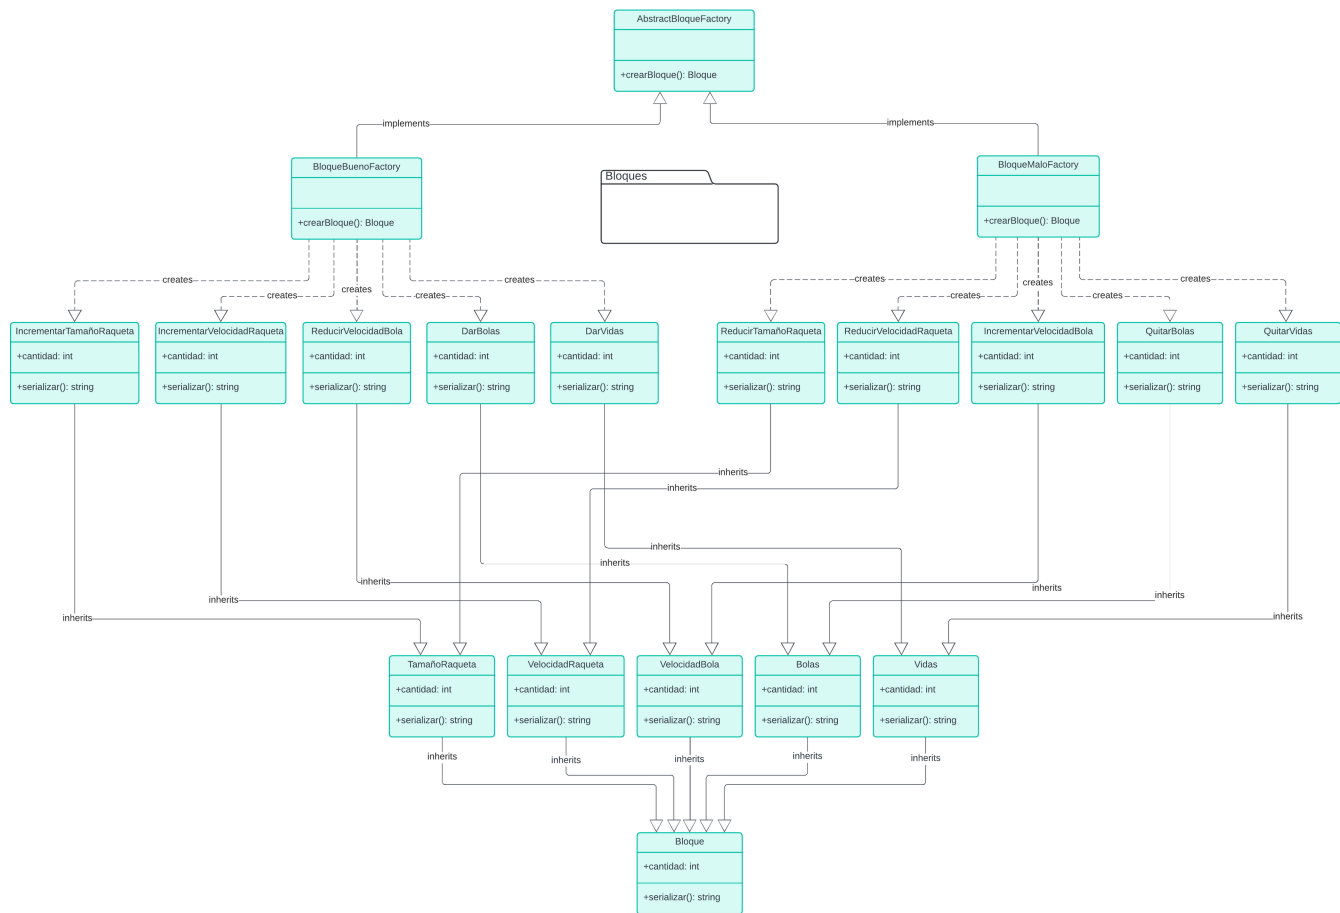 AbstractBloqueFactory
+crearBloque(): Bloque
implements
implements
BloqueBuenoFactory
+crearBloque(): Bloque
Bloques
BloqueMaloFactory
+crearBloque(): Bloque
creates
creates
creates
creates
creates
creates
creates
creates
creates
creates
IncrementarTamañoRaqueta
+cantidad: int
+serializar(): string
IncrementarVelocidadRaqueta
+cantidad: int
+serializar(): string
ReducirVelocidadBola
+cantidad: int
+serializar(): string
DarBolas
+cantidad: int
+serializar(): string
DarVidas
+cantidad: int
+serializar(): string
ReducirTamañoRaqueta
+cantidad: int
+serializar(): string
ReducirVelocidadRaqueta
+cantidad: int
+serializar(): string
IncrementarVelocidadBola
+cantidad: int
+serializar(): string
QuitarBolas
+cantidad: int
+serializar(): string
QuitarVidas
+cantidad: int
+serializar(): string
inherits
inherits
inherits
inherits
inherits
inherits
inherits
inherits
inherits
inherits
TamañoRaqueta
+cantidad: int
+serializar(): string
VelocidadRaqueta
+cantidad: int
+serializar(): string
VelocidadBola
+cantidad: int
+serializar(): string
Bolas
+cantidad: int
+serializar(): string
Vidas
+cantidad: int
+serializar(): string
inherits
inherits
inherits
inherits
inherits
Bloque
+cantidad: int
+serializar(): string